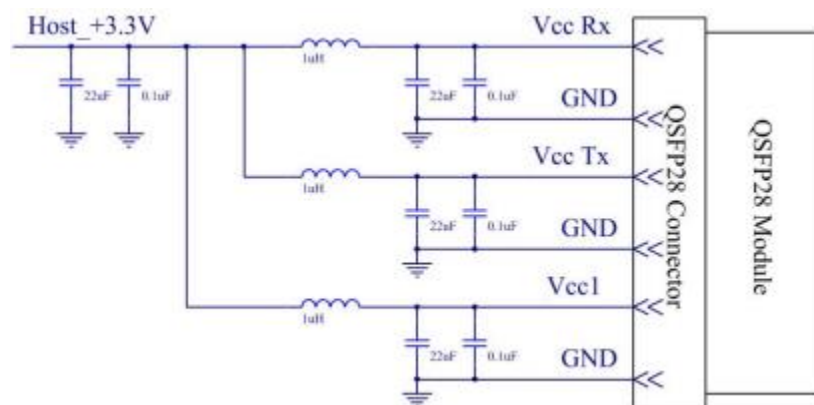 Host_+3.3V
Vcc Rx
1uH
22uF
0.1uF
22uF
0.1uF
GND
Vcc Tx
1uH
22uF
0.1uF
GND
Vcc1
1uH
22uF
0.1uF
GND
QSFP28 Connector
QSFP28 Module